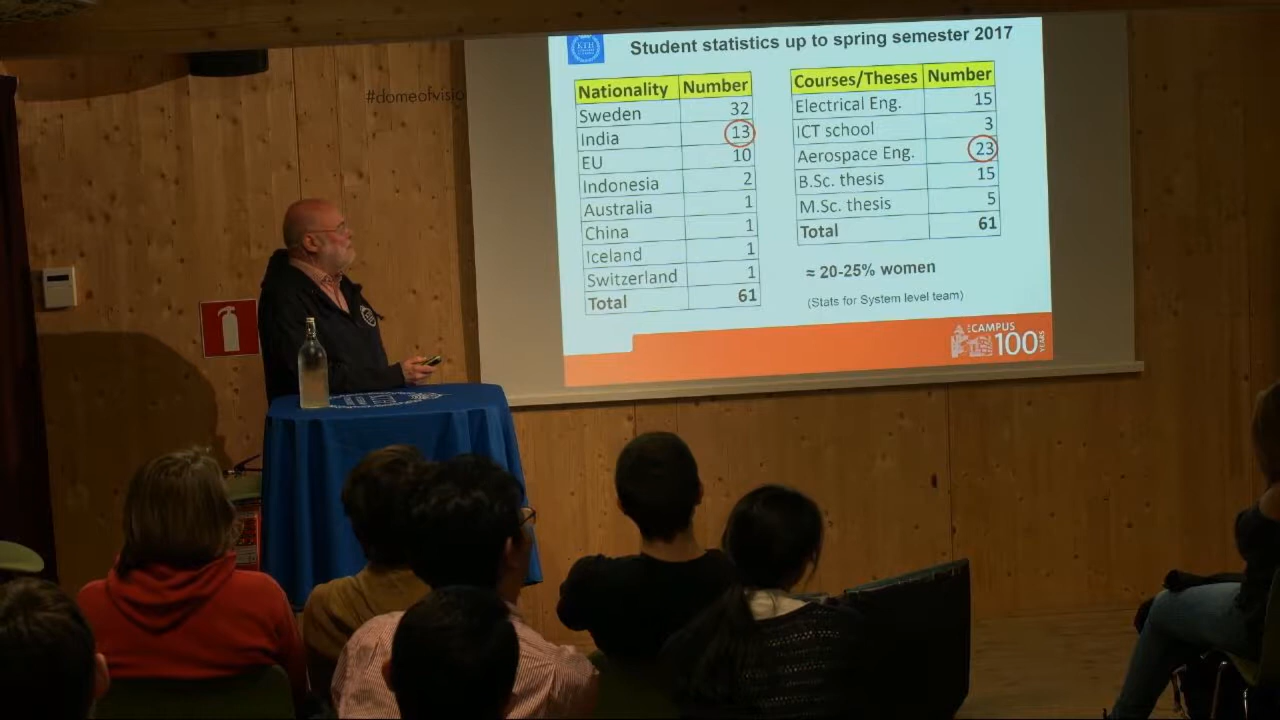 KTH
Student statistics up to spring semester 2017
#domeofvisio
Nationality Number
Sweden 32
India 13
EU 10
Indonesia 2
Australia 1
China 1
Iceland 1
Switzerland 1
Total 61
Courses/Theses Number
Electrical Eng. 15
ICT school 3
Aerospace Eng. 23
B.Sc. thesis 15
M.Sc. thesis 5
Total 61
≈ 20-25% women
(Stats for System level team)
CAMPUS
100
YEARS